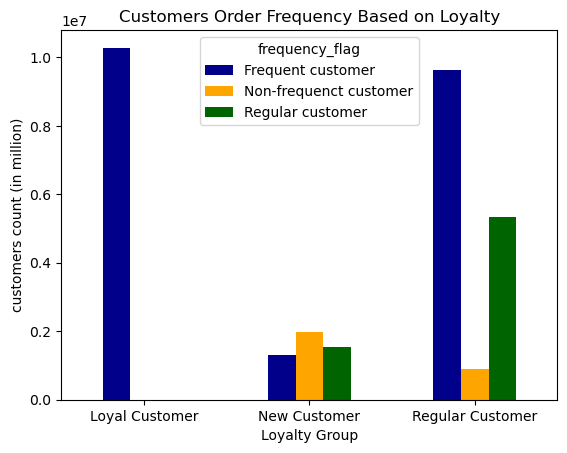 Customers Order Frequency Based on Loyalty
1e7
frequency_flag
Frequent customer
Non-frequenct customer
Regular customer
customers count (in million)
1.0
0.8
0.6
0.4
0.2
0.0
Loyal Customer
New Customer
Regular Customer
Loyalty Group